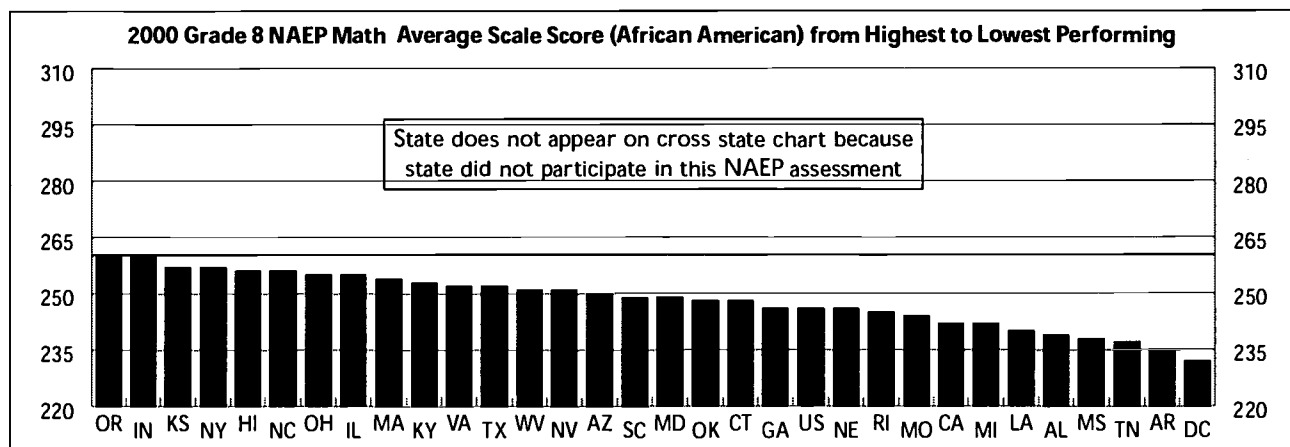 2000 Grade 8 NAEP Math Average Scale Score (African American) from Highest to Lowest Performing
310 310
295 295
State does not appear on cross state chart because
state did not participate in this NAEP assessment
280 280
265 265
250 250
235 235
220 220
OR IN KS NY HI NC OH IL MA KY VA TX WV NV AZ SC MD OK CT GA US NE RI MO CA MI LA AL MS TN AR DC